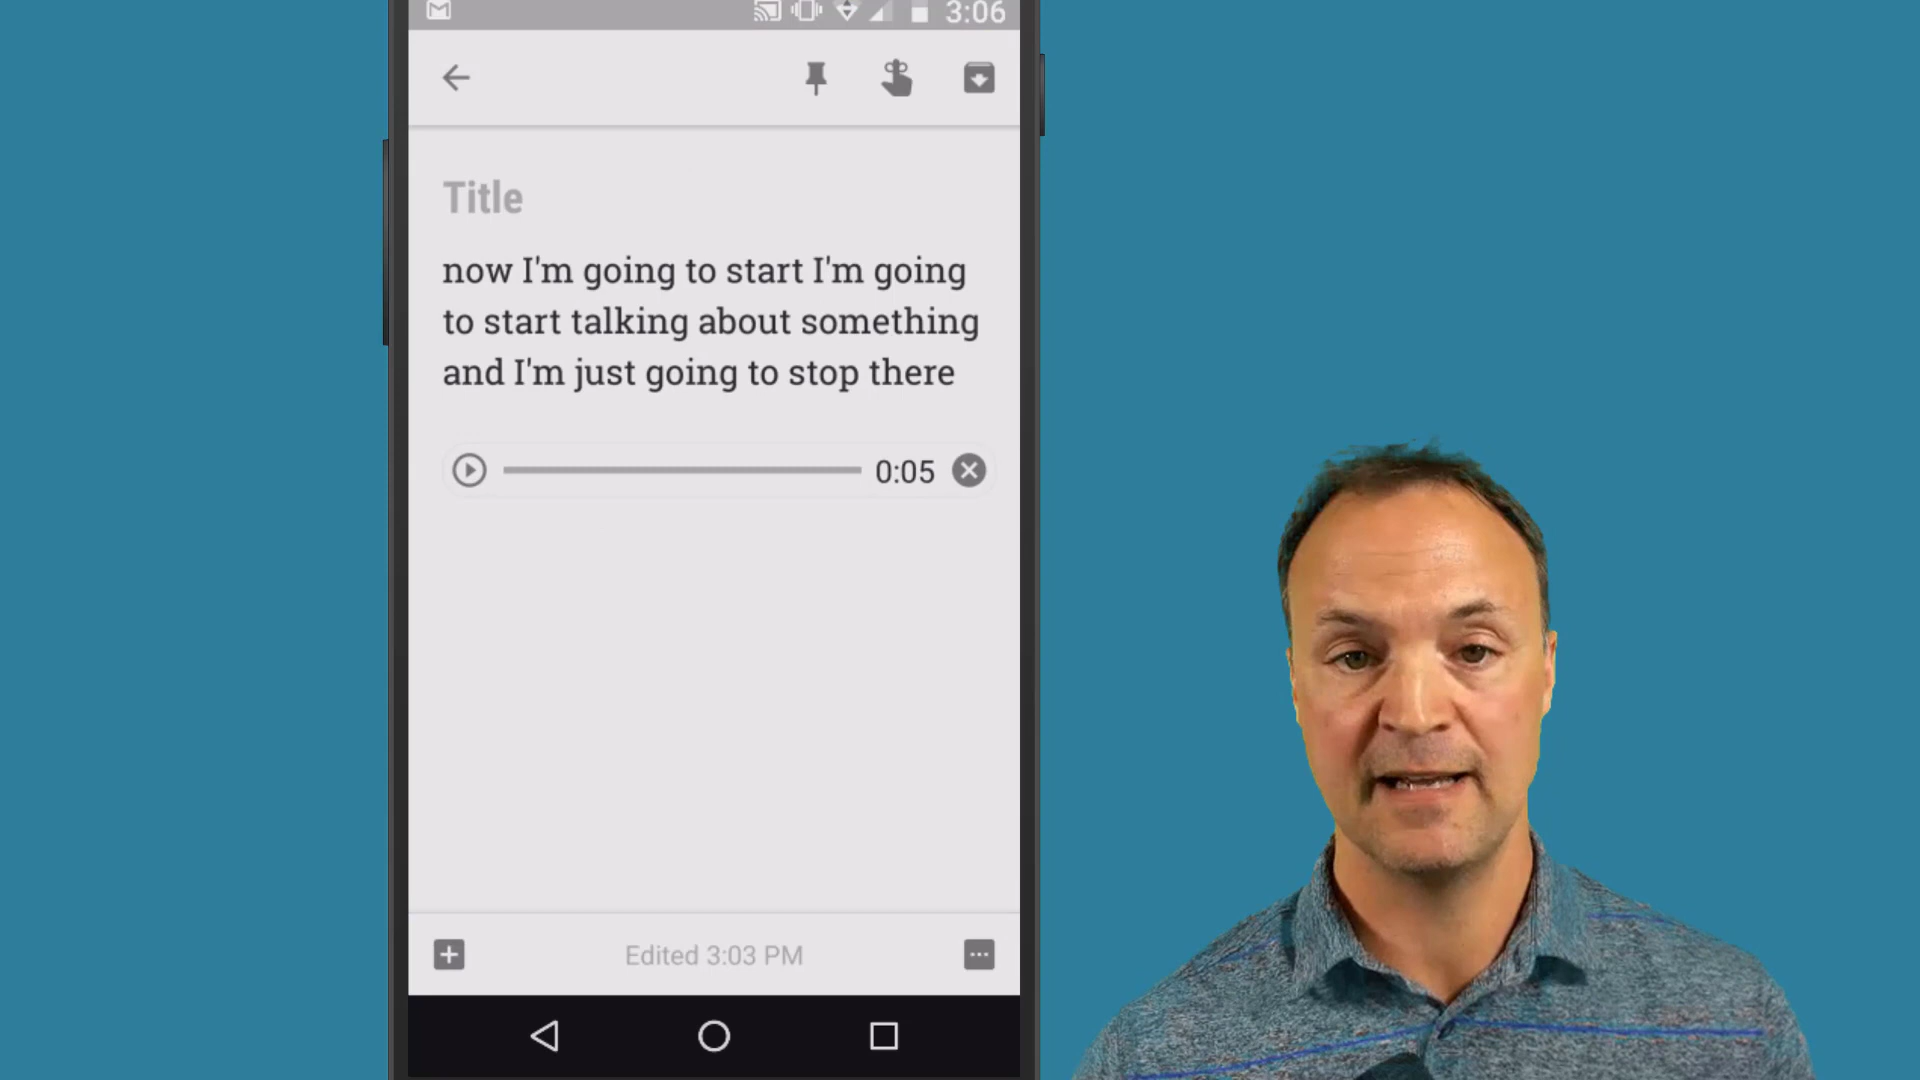 3:06
Title
now I'm going to start I'm going
to start talking about something
and I'm just going to stop there
0:05
Edited 3:03 PM